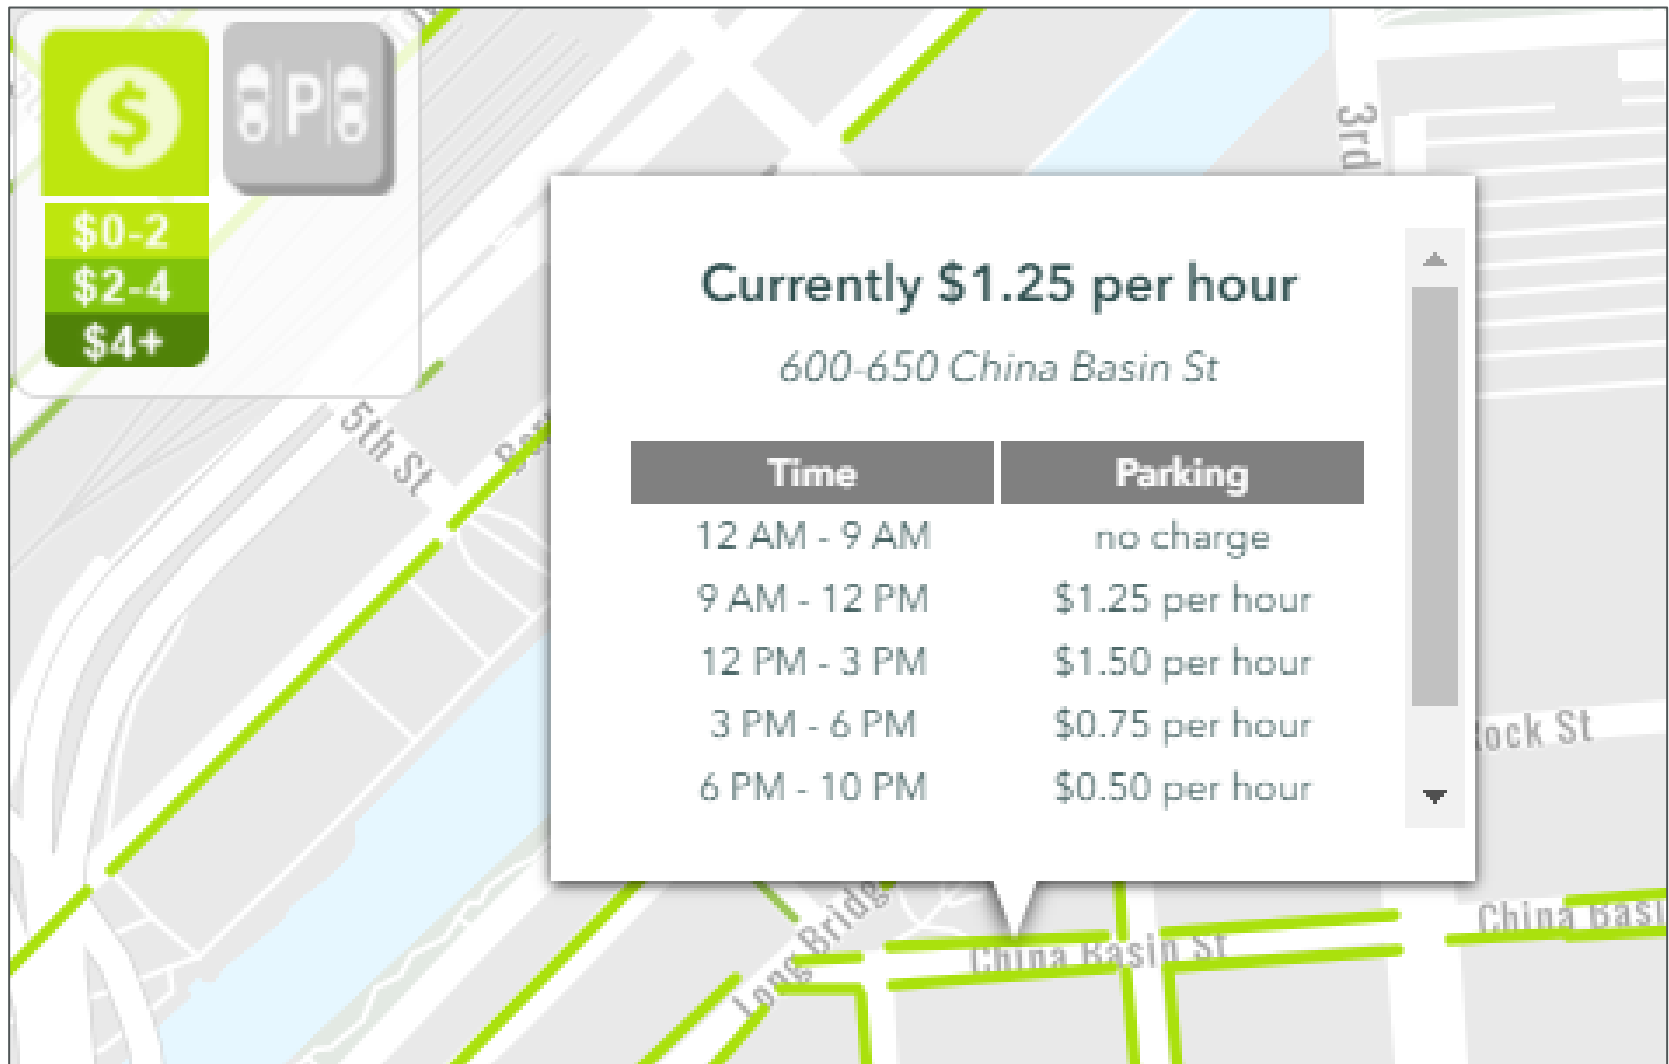 $
P
$0-2
$2-4
$4+
3rd
5th St
Currently $1.25 per hour
600-650 China Basin St
Time Parking
12 AM - 9 AM no charge
9 AM - 12 PM $1.25 per hour
12 PM - 3 PM $1.50 per hour
3 PM - 6 PM $0.75 per hour
6 PM - 10 PM $0.50 per hour
St
Long Bridge
China Basin St
China Basi